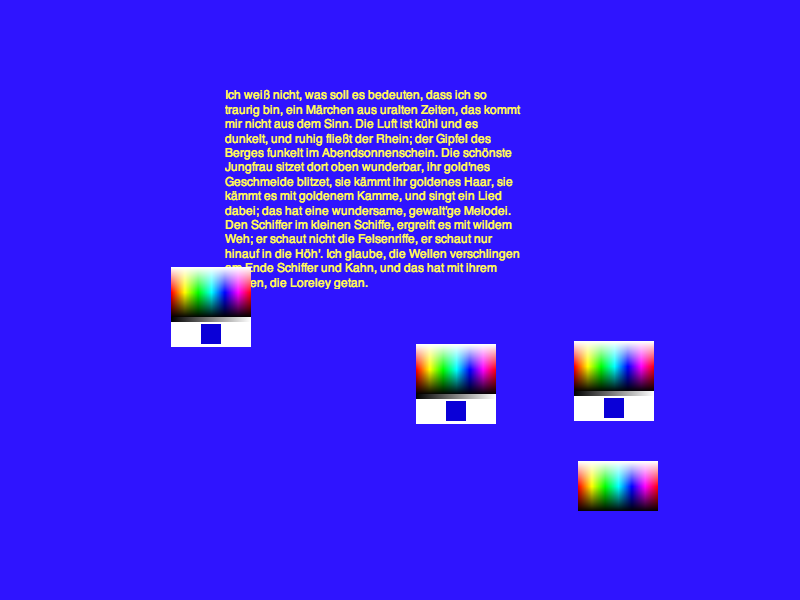 Ich weiß nicht, was soll es bedeuten, dass ich so
traurig bin, ein Märchen aus uralten Zeiten, das kommt
mir nicht aus dem Sinn. Die Luft ist kühl und es
dunkelt, und ruhig fließt der Rhein; der Gipfel des
Berges funkelt im Abendsonnenschein. Die schönste
Jungfrau sitzet dort oben wunderbar, ihr gold'nes
Geschmeide blitzet, sie kämmt ihr goldenes Haar, sie
kämmt es mit goldenem Kamme, und singt ein Lied
dabei; das hat eine wundersame, gewalt'ge Melodei.
Den Schiffer im kleinen Schiffe, ergreift es mit wildem
Weh; er schaut nicht die Felsenriffe, er schaut nur
hinauf in die Höh'. Ich glaube, die Wellen verschlingen
Ende Schiffer und Kahn, und das hat mit ihrem
die Loreley getan.